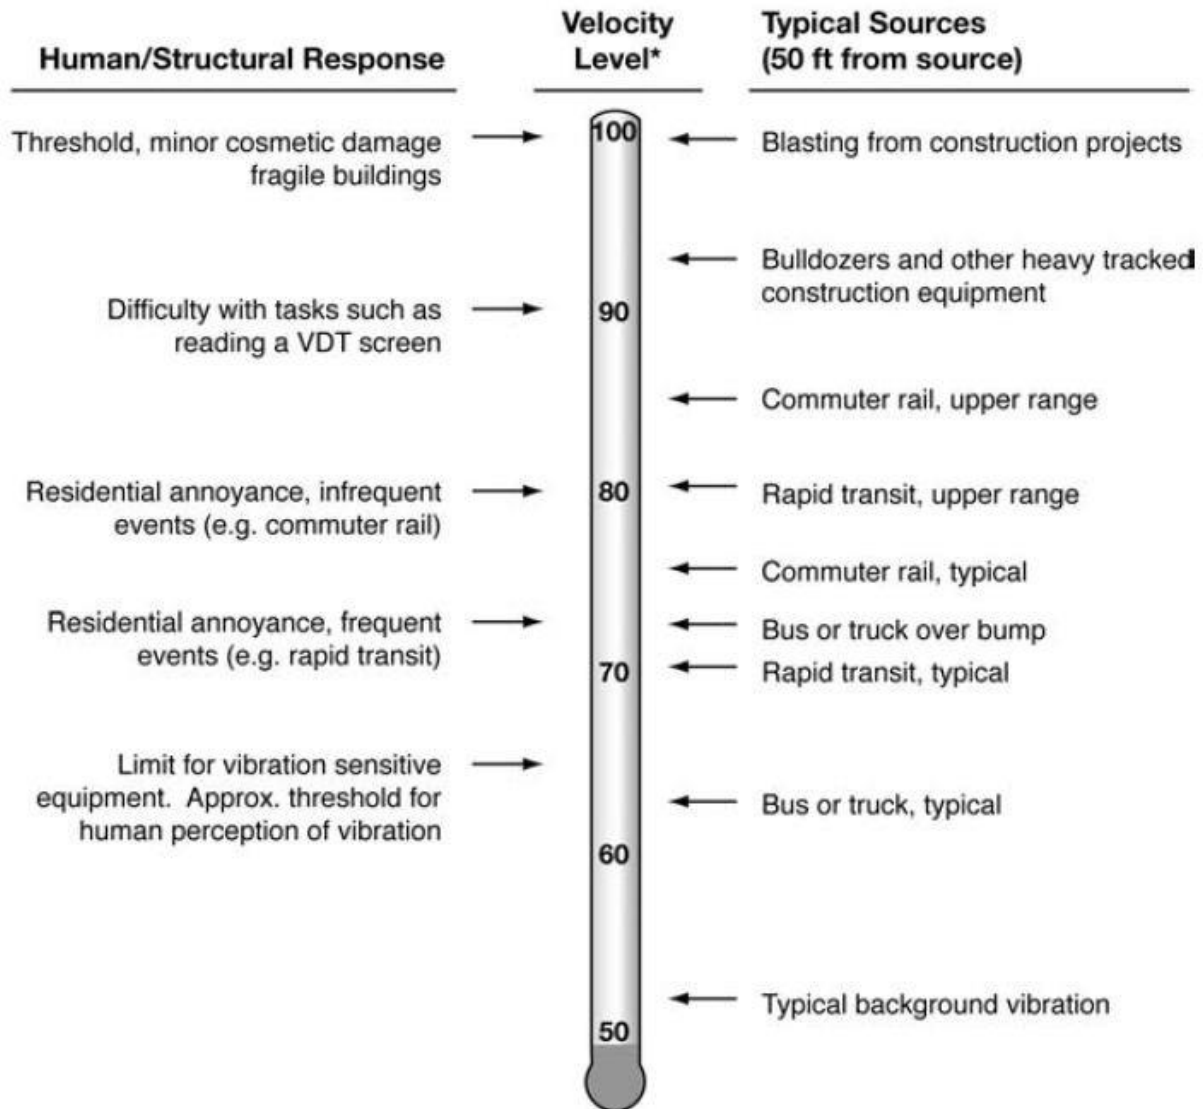 Human/Structural Response
Velocity
Level*
Typical Sources
(50 ft from source)
Threshold, minor cosmetic damage
fragile buildings
100
Blasting from construction projects
Bulldozers and other heavy tracked
construction equipment
Difficulty with tasks such as
reading a VDT screen
90
Commuter rail, upper range
Residential annoyance, infrequent
events (e.g. commuter rail)
80
Rapid transit, upper range
Commuter rail, typical
Residential annoyance, frequent
events (e.g. rapid transit)
Bus or truck over bump
70
Rapid transit, typical
Limit for vibration sensitive
equipment. Approx. threshold for
human perception of vibration
Bus or truck, typical
60
Typical background vibration
50